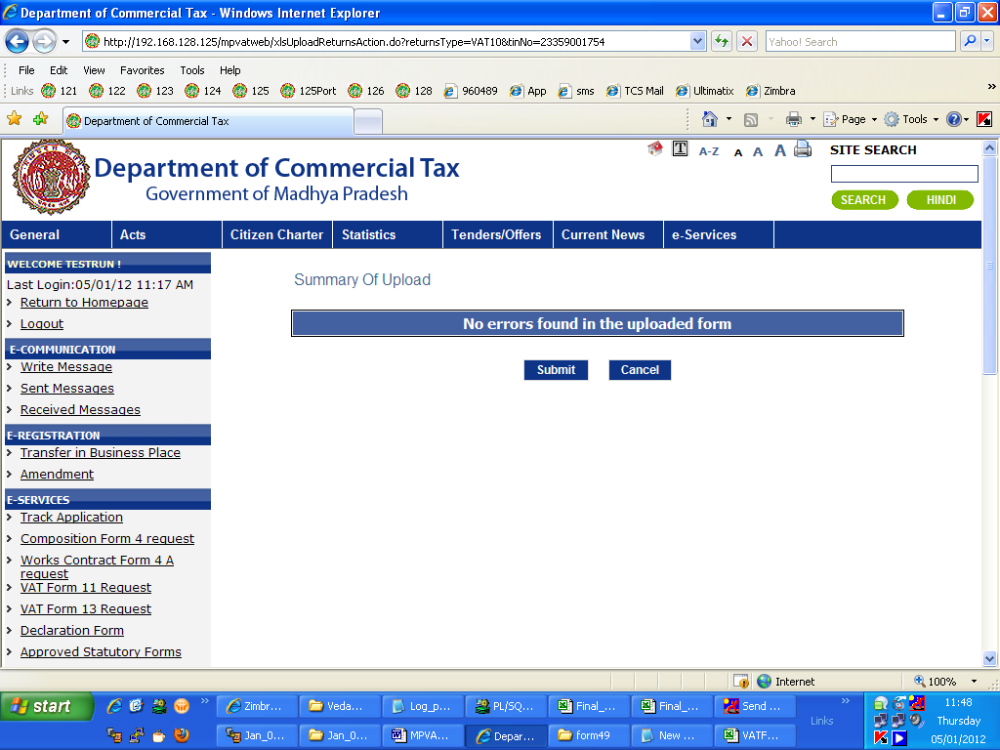 Department of Commercial Tax - Windows Internet Explorer
http://192.168.128.125/mpvatweb/xlsUploadReturnsAction.do?returnsType=VAT10&tinNo=23359001754
Yahoo! Search
File Edit View Favorites Tools Help
Links 121 122 123 124 125 125Port 126 128 960489 App sms TCS Mail Ultimatix Zimbra »
Department of Commercial Tax
Page Tools
Department of Commercial Tax
Government of Madhya Pradesh
T A-Z A A A
SITE SEARCH
SEARCH HINDI
General Acts Citizen Charter Statistics Tenders/Offers Current News e-Services
WELCOME TESTRUN !
Last Login:05/01/12 11:17 AM
Return to Homepage
Logout
E-COMMUNICATION
Write Message
Sent Messages
Received Messages
E-REGISTRATION
Transfer in Business Place
Amendment
E-SERVICES
Track Application
Composition Form 4 request
Works Contract Form 4 A
request
VAT Form 11 Request
VAT Form 13 Request
Declaration Form
Approved Statutory Forms
Summary Of Upload
No errors found in the uploaded form
Submit Cancel
Internet 100%
start
» Zimbr... Veda... Log_p... PL/SQ... Final_... Final_... Send ... »
Jan_0... Jan_0... MPVA... Depar... form49 New ... VATF...
Links
11:48
Thursday
05/01/2012